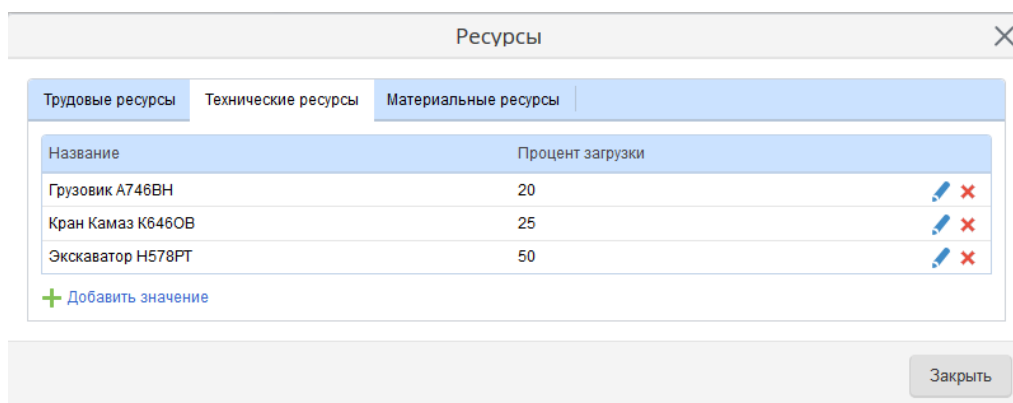 Ресурсы
Трудовые ресурсы Технические ресурсы Материальные ресурсы
Название Процент загрузки
Грузовик А746ВН 20
Кран Камаз К646ОВ 25
Экскаватор Н578РТ 50
Добавить значение
Закрыть